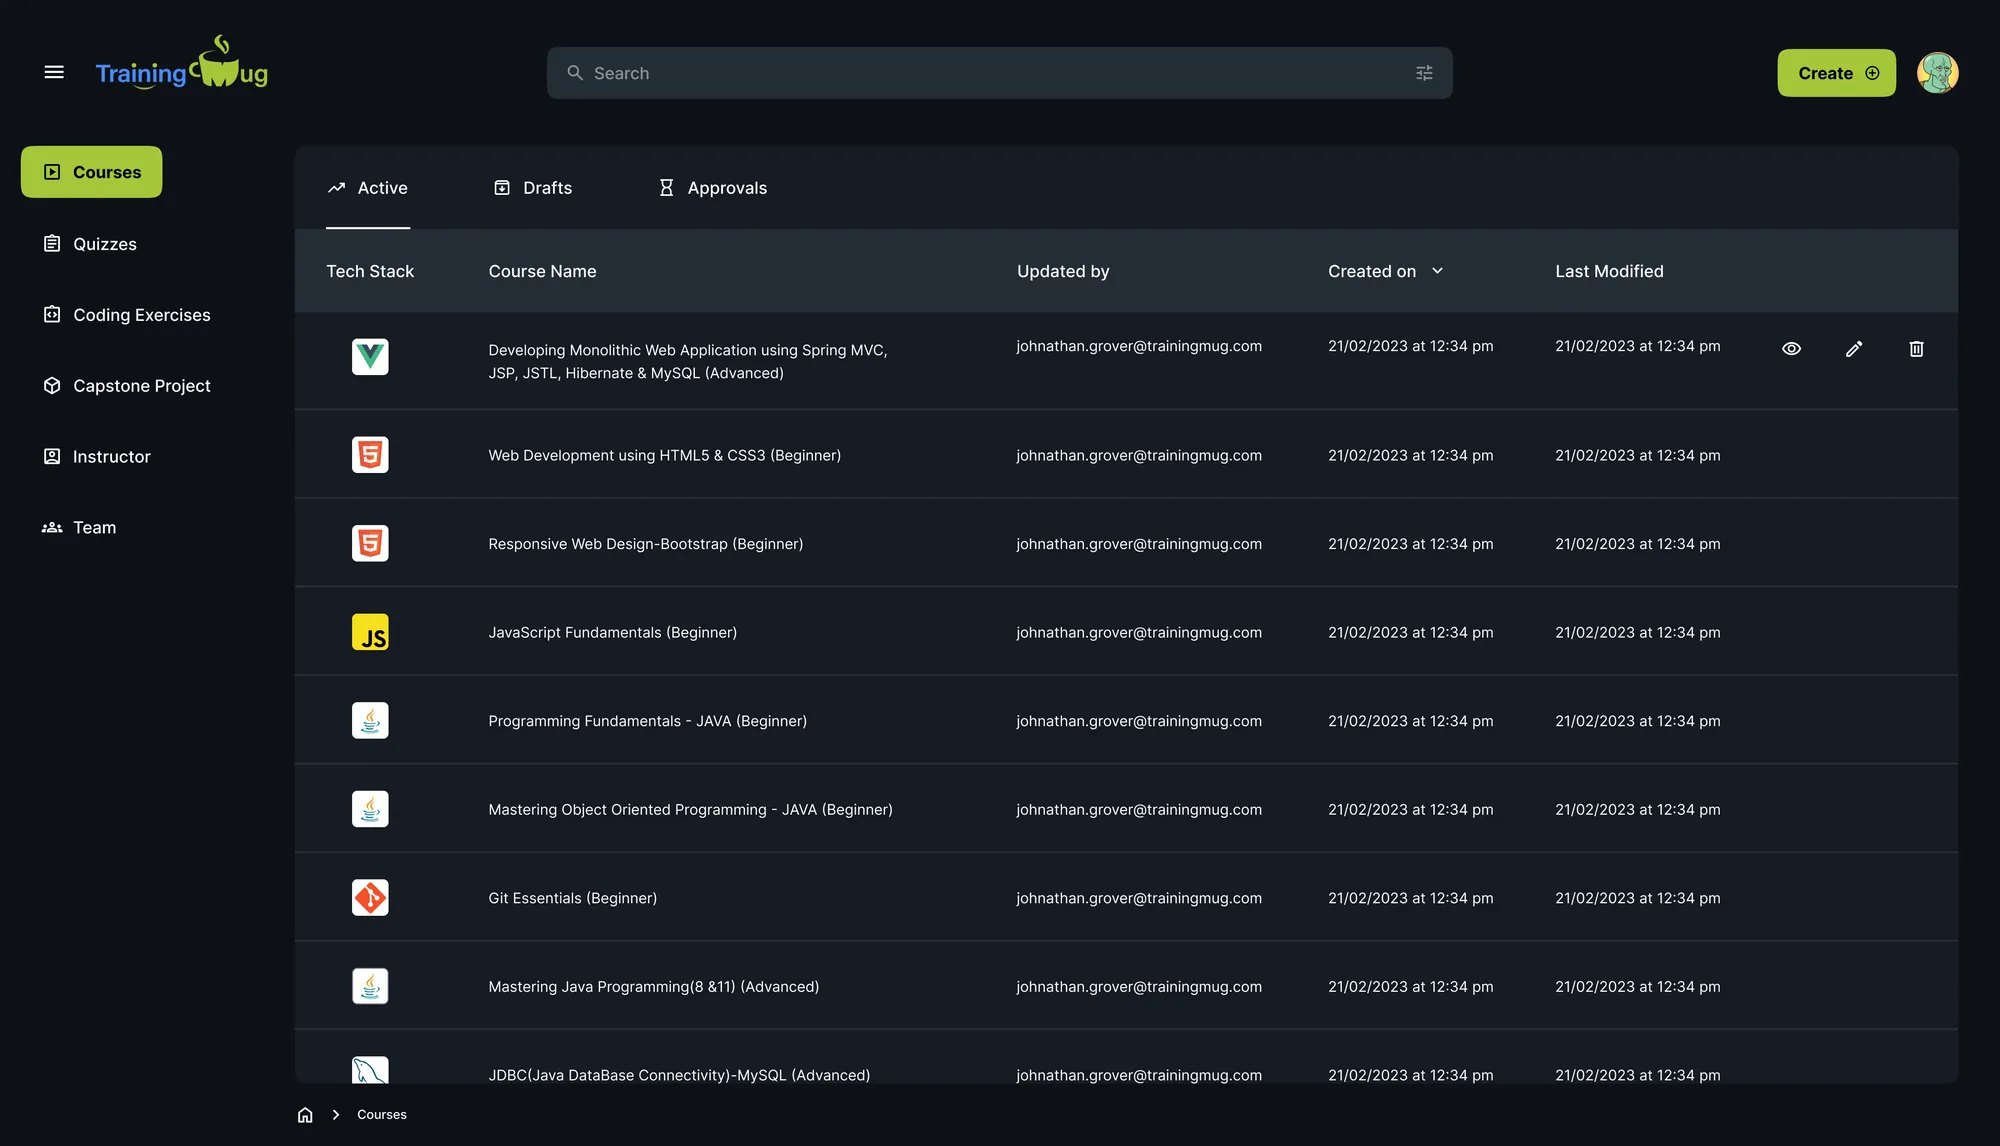 Training Mug
Search
Create
Courses
Quizzes
Coding Exercises
Capstone Project
Instructor
Team
Active
Drafts
Approvals
Tech Stack
Course Name
Updated by
Created on
Last Modified
Developing Monolithic Web Application using Spring MVC,
JSP, JSTL, Hibernate & MySQL (Advanced)
johnathan.grover@trainingmug.com
21/02/2023 at 12:34 pm
21/02/2023 at 12:34 pm
5
Web Development using HTML5 & CSS3 (Beginner)
johnathan.grover@trainingmug.com
21/02/2023 at 12:34 pm
21/02/2023 at 12:34 pm
5
Responsive Web Design-Bootstrap (Beginner)
johnathan.grover@trainingmug.com
21/02/2023 at 12:34 pm
21/02/2023 at 12:34 pm
JS
JavaScript Fundamentals (Beginner)
johnathan.grover@trainingmug.com
21/02/2023 at 12:34 pm
21/02/2023 at 12:34 pm
Programming Fundamentals - JAVA (Beginner)
johnathan.grover@trainingmug.com
21/02/2023 at 12:34 pm
21/02/2023 at 12:34 pm
Mastering Object Oriented Programming - JAVA (Beginner)
johnathan.grover@trainingmug.com
21/02/2023 at 12:34 pm
21/02/2023 at 12:34 pm
Git Essentials (Beginner)
johnathan.grover@trainingmug.com
21/02/2023 at 12:34 pm
21/02/2023 at 12:34 pm
Mastering Java Programming(8 &11) (Advanced)
johnathan.grover@trainingmug.com
21/02/2023 at 12:34 pm
21/02/2023 at 12:34 pm
JDBC(Java DataBase Connectivity)-MySQL (Advanced)
johnathan.grover@trainingmug.com
21/02/2023 at 12:34 pm
21/02/2023 at 12:34 pm
Courses